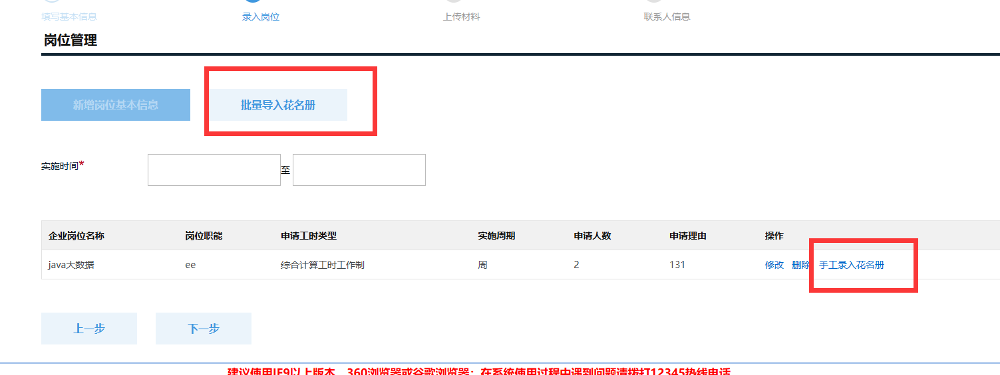 填写基本信息 录入岗位 上传材料 联系人信息
岗位管理
新增岗位基本信息 批量导入花名册
实施时间* 至
企业岗位名称 岗位职能 申请工时类型 实施周期 申请人数 申请理由 操作
java大数据 ee 综合计算工时工作制 周 2 131 修改 删除 手工录入花名册
上一步 下一步
建议使用IE9以上版本、360浏览器或谷歌浏览器；在系统使用过程中遇到问题请拨打12345热线电话